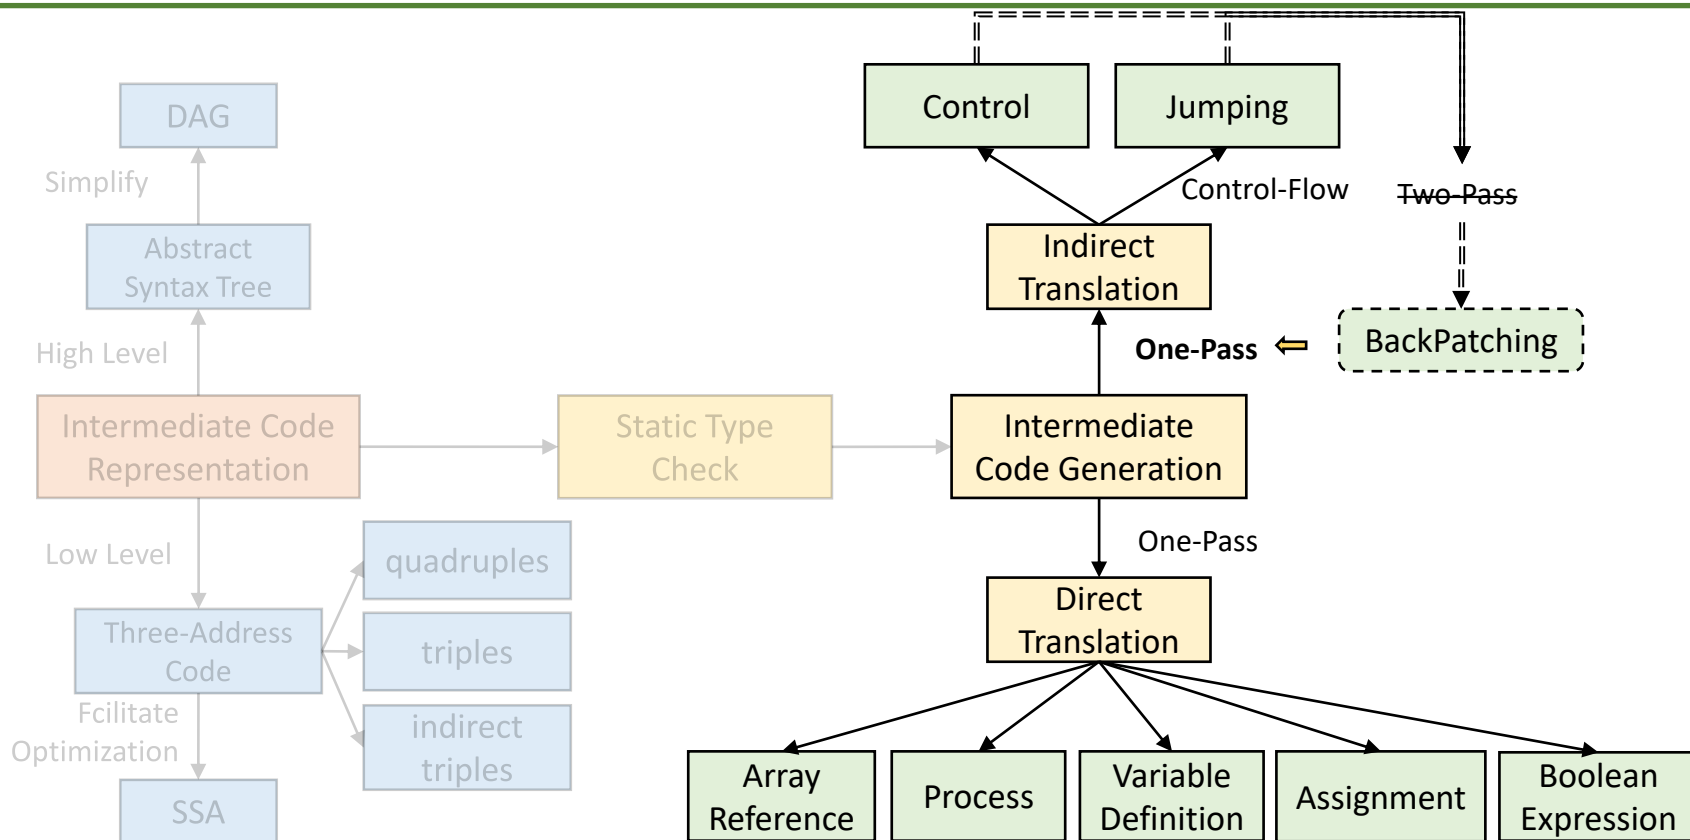 Control
Jumping
DAG
Simplify
Control-Flow
Two-Pass
Abstract
Syntax Tree
Indirect
Translation
High Level
One-Pass
BackPatching
Intermediate Code
Representation
Static Type
Check
Intermediate
Code Generation
Low Level
quadruples
One-Pass
Direct
Translation
Three-Address
Code
triples
Fcilitate
Optimization
indirect
triples
SSA
Array
Reference
Process
Variable
Definition
Assignment
Boolean
Expression